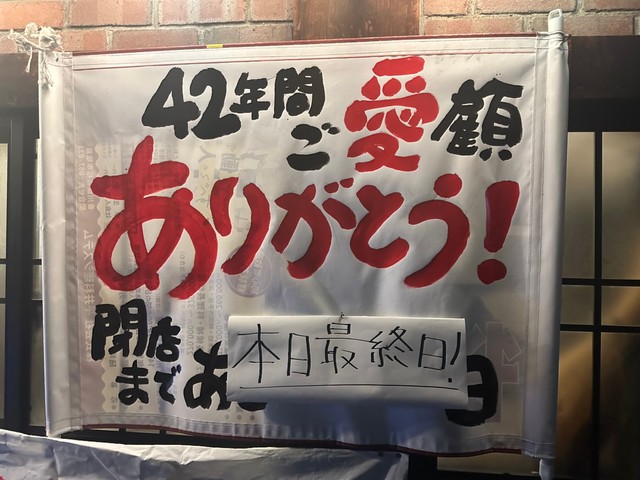 42年間
ご愛顧
ありがとう!
閉店
まで あ 日
本日最終日!